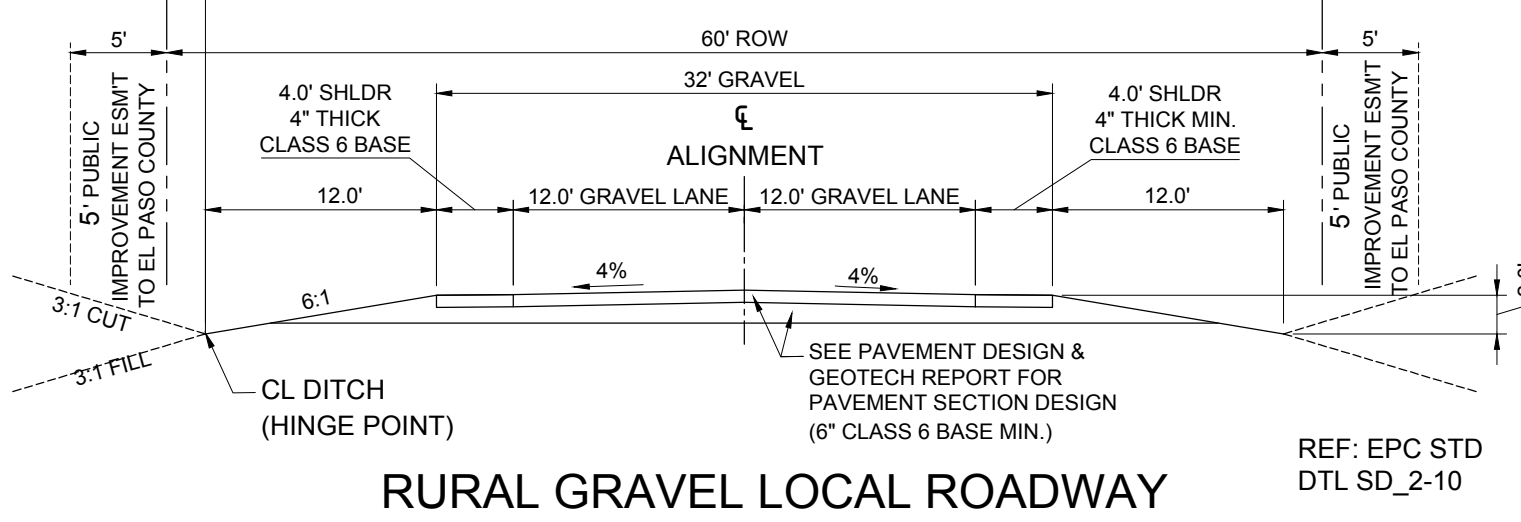 5'
60' ROW
5'
32' GRAVEL
4.0' SHLDR
4" THICK
CLASS 6 BASE
℄
ALIGNMENT
4.0' SHLDR
4" THICK MIN.
CLASS 6 BASE
5' PUBLIC
IMPROVEMENT ESM'T
TO EL PASO COUNTY
5' PUBLIC
IMPROVEMENT ESM'T
TO EL PASO COUNTY
12.0'
12.0' GRAVEL LANE
12.0' GRAVEL LANE
12.0'
4%
4%
6:1
3:1 CUT
3:1 FILL
CL DITCH
(HINGE POINT)
SEE PAVEMENT DESIGN &
GEOTECH REPORT FOR
PAVEMENT SECTION DESIGN
(6" CLASS 6 BASE MIN.)
REF: EPC STD
DTL SD_2-10
RURAL GRAVEL LOCAL ROADWAY